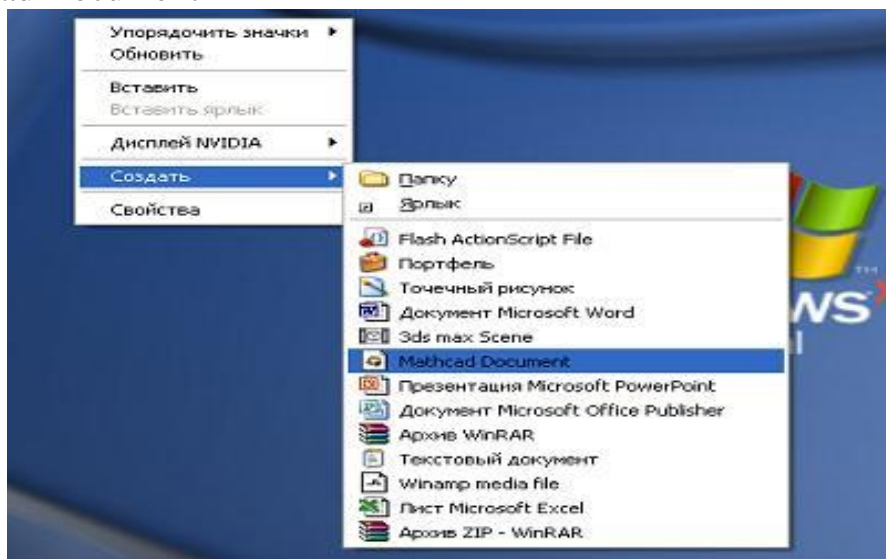 Упорядочить значки
Обновить
Вставить
Вставить ярлык
Дисплей NVIDIA
Создать
Свойства
Папку
Ярлык
Flash ActionScript File
Портфель
Точечный рисунок
Документ Microsoft Word
3ds max Scene
Mathcad Document
Презентация Microsoft PowerPoint
Документ Microsoft Office Publisher
Архив WinRAR
Текстовый документ
Winamp media file
Лист Microsoft Excel
Архив ZIP - WinRAR